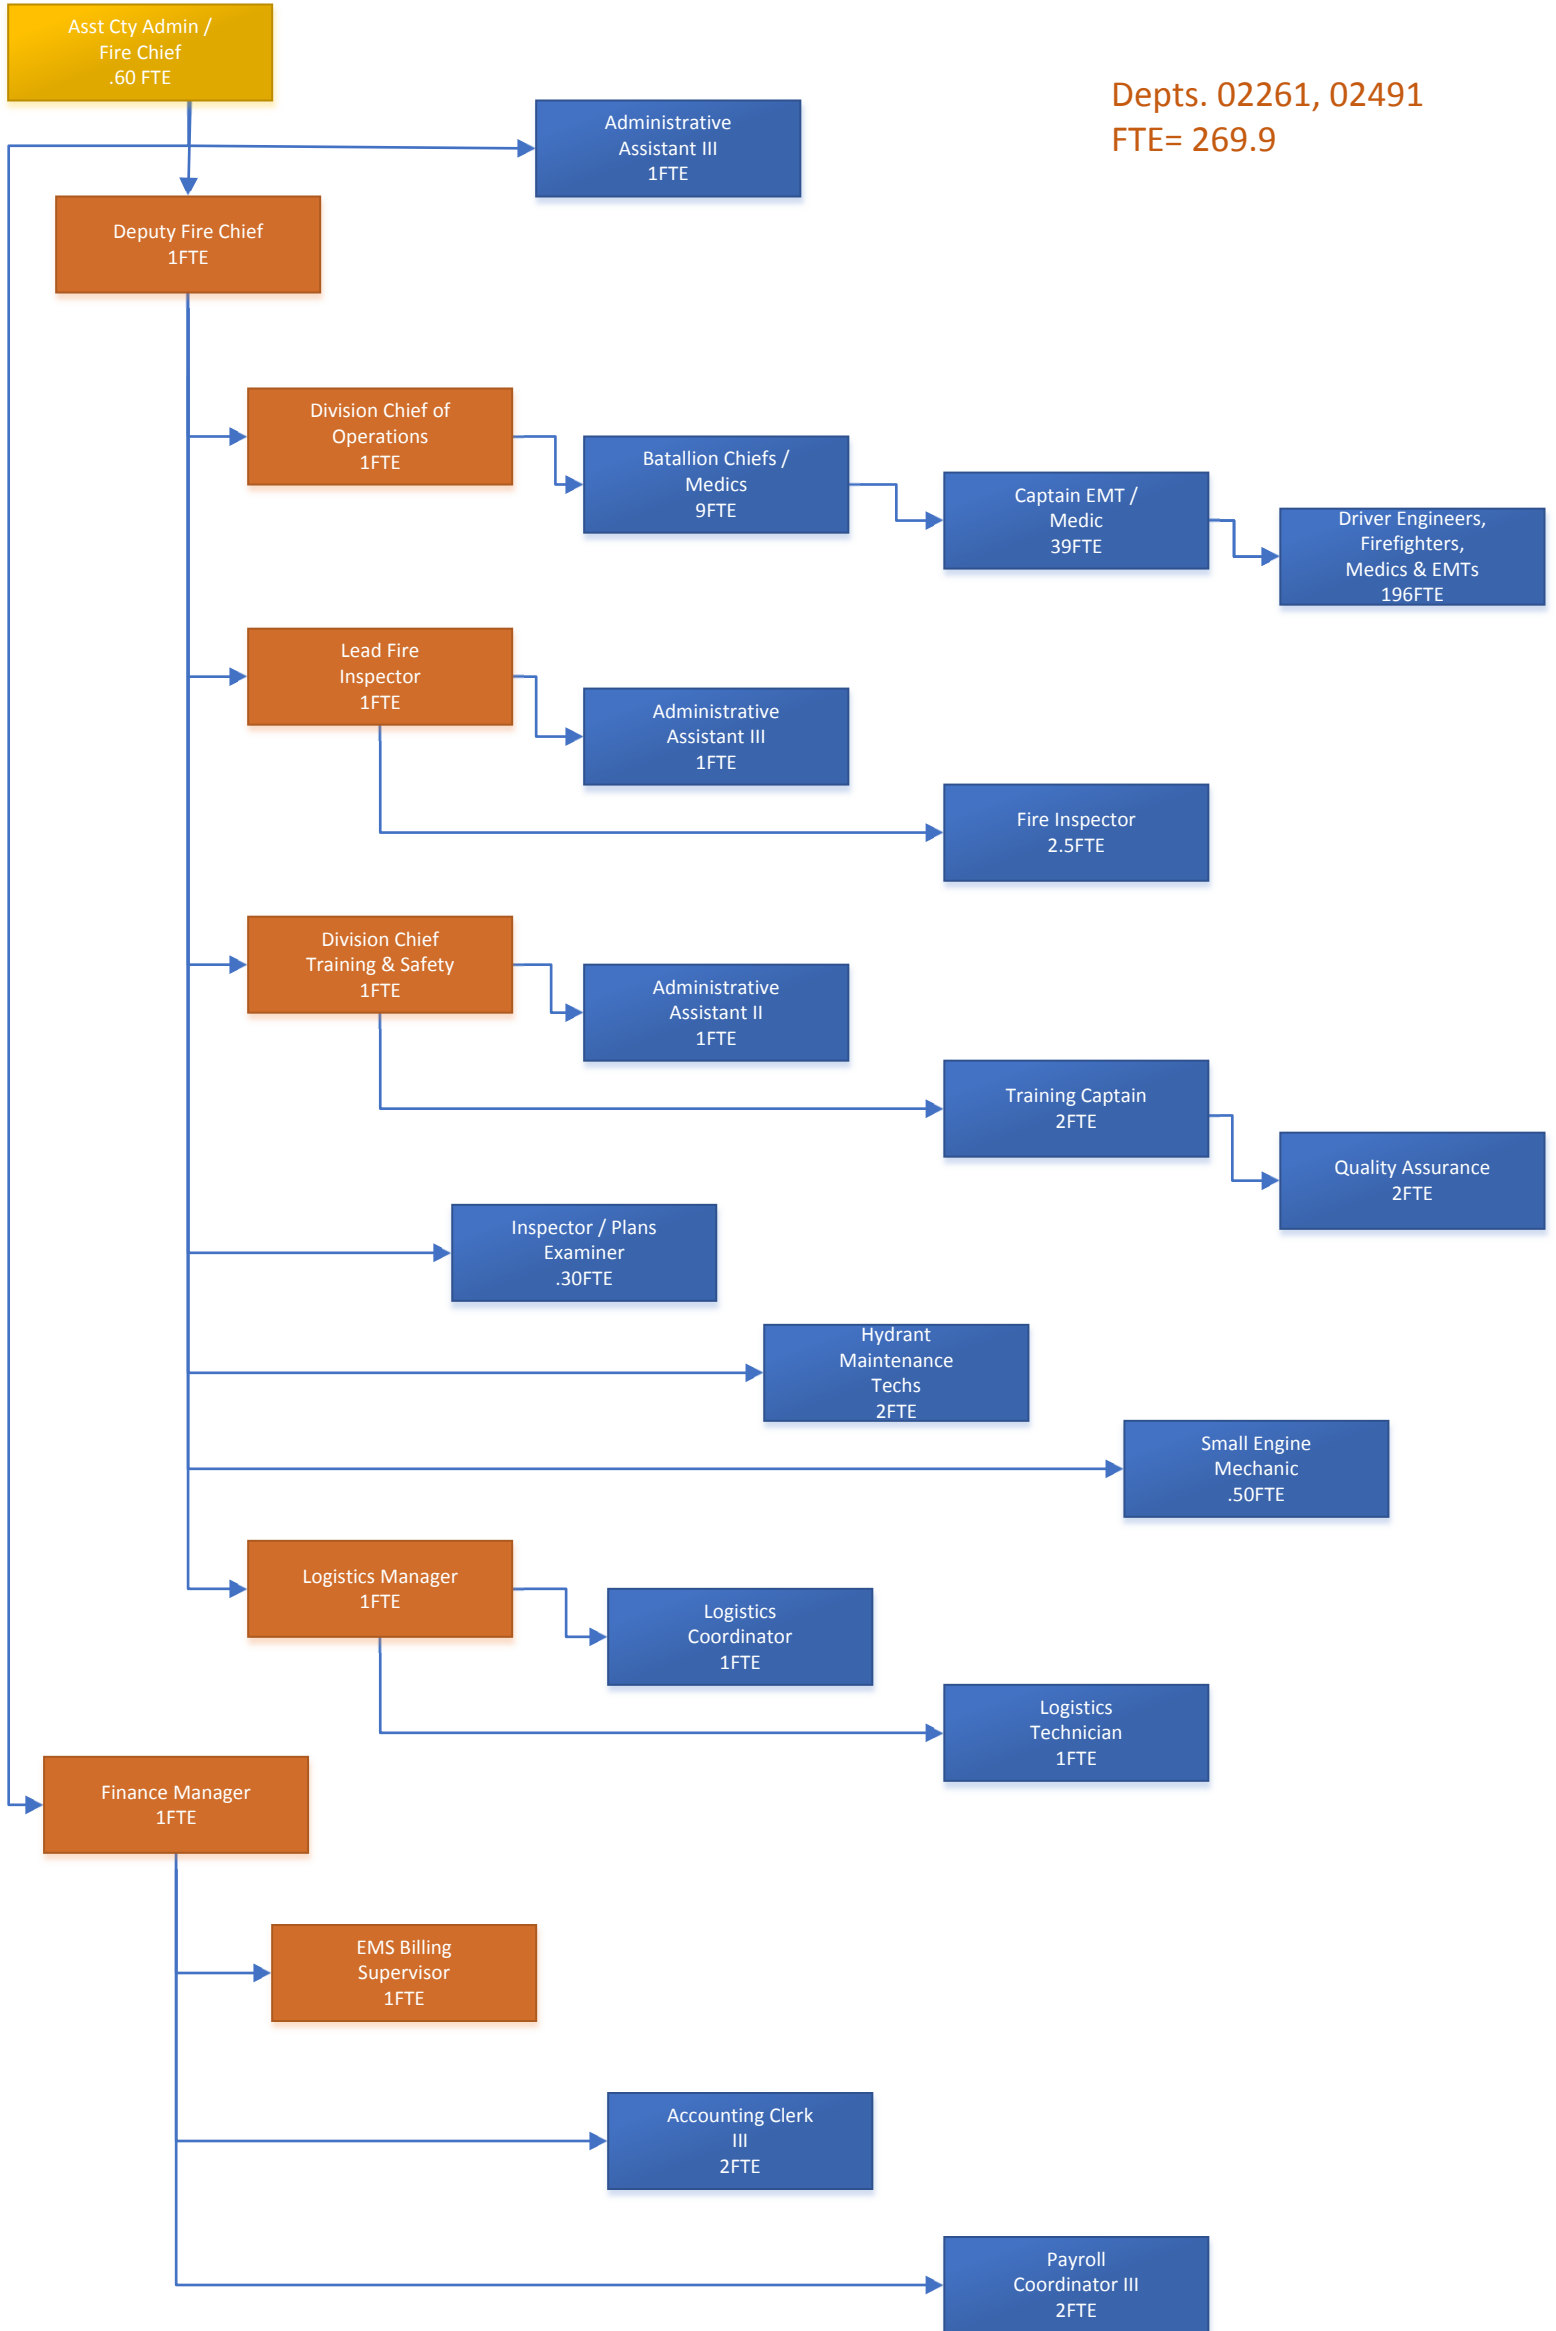 Asst Cty Admin /
Fire Chief
.60 FTE
Depts. 02261, 02491
FTE= 269.9
Administrative
Assistant III
1FTE
Deputy Fire Chief
1FTE
Division Chief of
Operations
1FTE
Batallion Chiefs /
Medics
9FTE
Captain EMT /
Medic
39FTE
Driver Engineers,
Firefighters,
Medics & EMTs
196FTE
Lead Fire
Inspector
1FTE
Administrative
Assistant III
1FTE
Fire Inspector
2.5FTE
Division Chief
Training & Safety
1FTE
Administrative
Assistant II
1FTE
Training Captain
2FTE
Quality Assurance
2FTE
Inspector / Plans
Examiner
.30FTE
Hydrant
Maintenance
Techs
2FTE
Small Engine
Mechanic
.50FTE
Logistics Manager
1FTE
Logistics
Coordinator
1FTE
Logistics
Technician
1FTE
Finance Manager
1FTE
EMS Billing
Supervisor
1FTE
Accounting Clerk
III
2FTE
Payroll
Coordinator III
2FTE